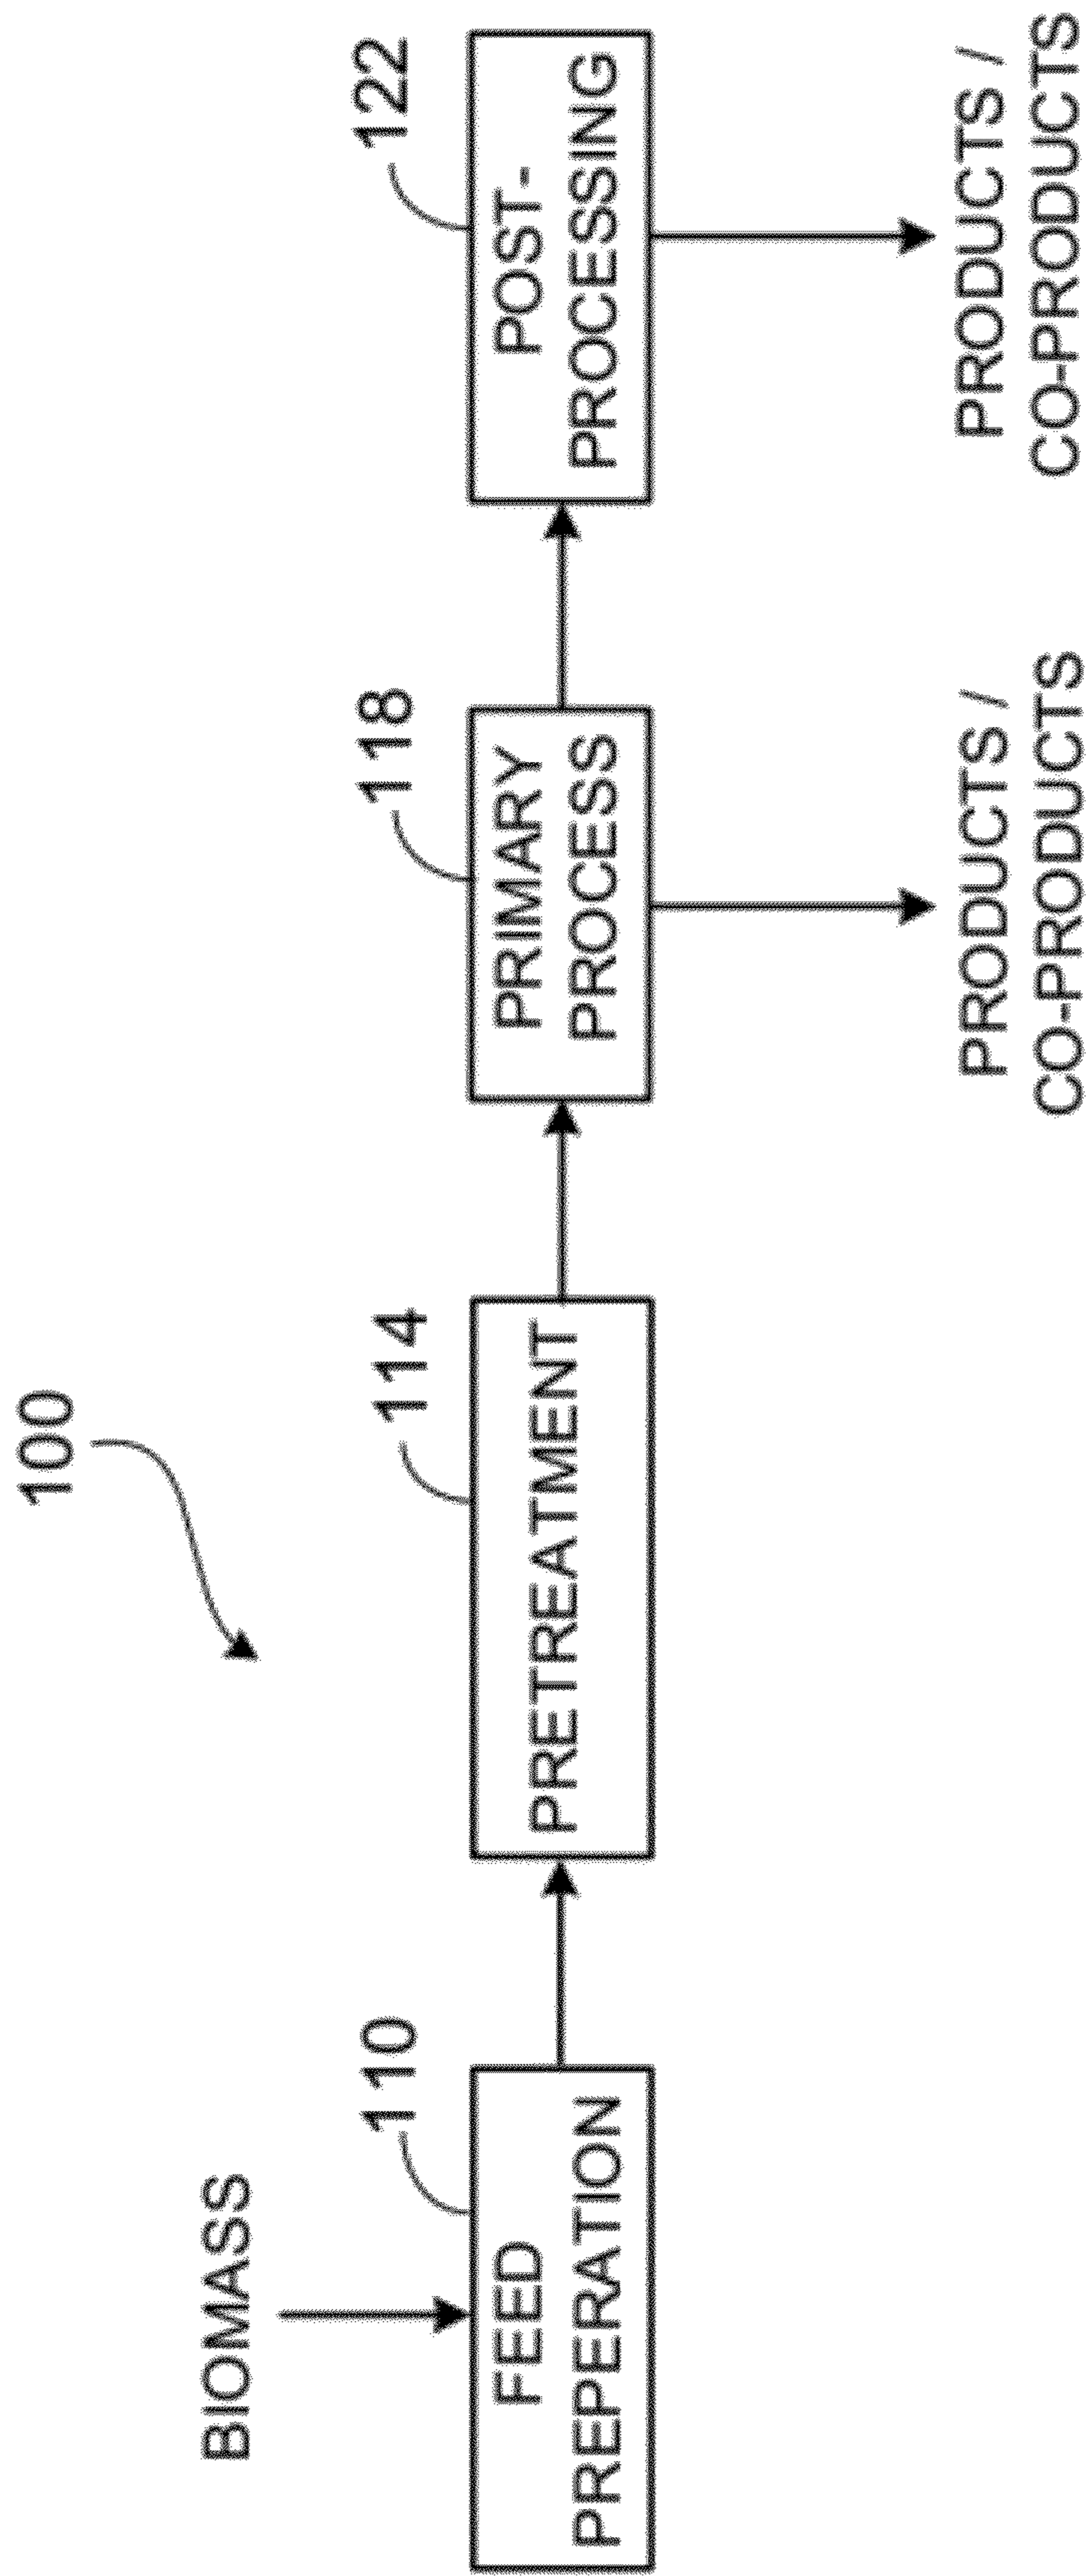 100
BIOMASS
110
FEED
PREPERATION
114
PRETREATMENT
118
PRIMARY
PROCESS
PRODUCTS /
CO-PRODUCTS
122
POST-
PROCESSING
PRODUCTS /
CO-PRODUCTS